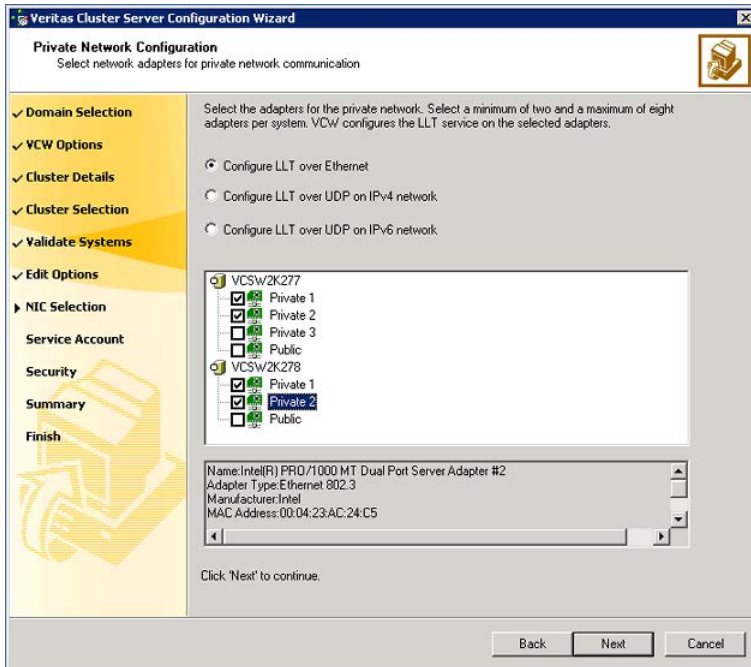 Veritas Cluster Server Configuration Wizard
Private Network Configuration
Select network adapters for private network communication
Domain Selection
VCW Options
Cluster Details
Cluster Selection
Validate Systems
Edit Options
NIC Selection
Service Account
Security
Summary
Finish
Select the adapters for the private network. Select a minimum of two and a maximum of eight
adapters per system. VCW configures the LLT service on the selected adapters.
Configure LLT over Ethernet
Configure LLT over UDP on IPv4 network
Configure LLT over UDP on IPv6 network
VCSW2K277
Private 1
Private 2
Private 3
Public
VCSW2K278
Private 1
Private 2
Public
Name:Intel(R) PRO/1000 MT Dual Port Server Adapter #2
Adapter Type:Ethernet 802.3
Manufacturer:Intel
MAC Address:00:04:23:AC:24:C5
Click 'Next' to continue.
Back
Next
Cancel